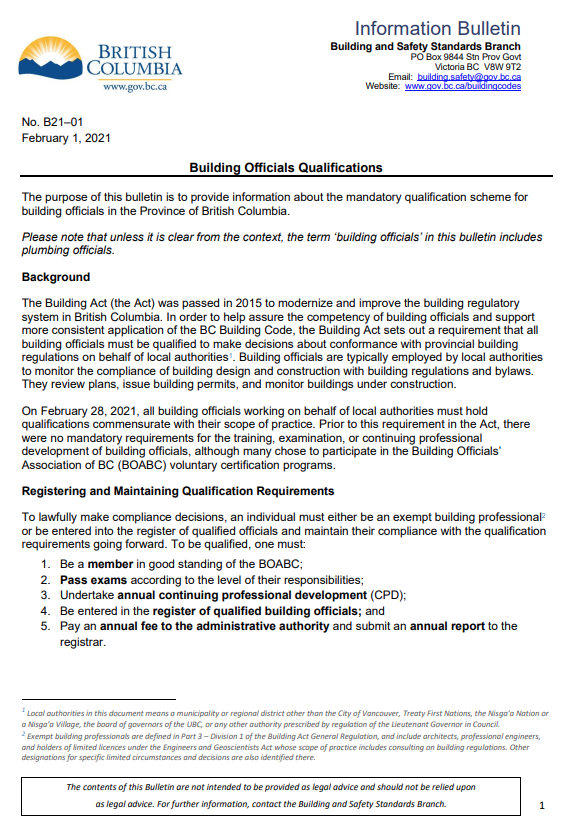 BRITISH
COLUMBIA
www.gov.bc.ca
Information Bulletin
Building and Safety Standards Branch
PO Box 9844 Stn Prov Govt
Victoria BC V8W 9T2
Email: building.safety@gov.bc.ca
Website: www.gov.bc.ca/buildingcodes
No. B21–01
February 1, 2021
Building Officials Qualifications
The purpose of this bulletin is to provide information about the mandatory qualification scheme for
building officials in the Province of British Columbia.
Please note that unless it is clear from the context, the term ‘building officials’ in this bulletin includes
plumbing officials.
Background
The Building Act (the Act) was passed in 2015 to modernize and improve the building regulatory
system in British Columbia. In order to help assure the competency of building officials and support
more consistent application of the BC Building Code, the Building Act sets out a requirement that all
building officials must be qualified to make decisions about conformance with provincial building
regulations on behalf of local authorities1. Building officials are typically employed by local authorities
to monitor the compliance of building design and construction with building regulations and bylaws.
They review plans, issue building permits, and monitor buildings under construction.
On February 28, 2021, all building officials working on behalf of local authorities must hold
qualifications commensurate with their scope of practice. Prior to this requirement in the Act, there
were no mandatory requirements for the training, examination, or continuing professional
development of building officials, although many chose to participate in the Building Officials’
Association of BC (BOABC) voluntary certification programs.
Registering and Maintaining Qualification Requirements
To lawfully make compliance decisions, an individual must either be an exempt building professional2
or be entered into the register of qualified officials and maintain their compliance with the qualification
requirements going forward. To be qualified, one must:
1. Be a member in good standing of the BOABC;
2. Pass exams according to the level of their responsibilities;
3. Undertake annual continuing professional development (CPD);
4. Be entered in the register of qualified building officials; and
5. Pay an annual fee to the administrative authority and submit an annual report to the
registrar.
1 Local authorities in this document means a municipality or regional district other than the City of Vancouver, Treaty First Nations, the Nisga’a Nation or
a Nisga’a Village, the board of governors of the UBC, or any other authority prescribed by regulation of the Lieutenant Governor in Council.
2 Exempt building professionals are defined in Part 3 – Division 1 of the Building Act General Regulation, and include architects, professional engineers,
and holders of limited licences under the Engineers and Geoscientists Act whose scope of practice includes consulting on building regulations. Other
designations for specific limited circumstances and decisions are also identified there.
The contents of this Bulletin are not intended to be provided as legal advice and should not be relied upon
as legal advice. For further information, contact the Building and Safety Standards Branch.
1